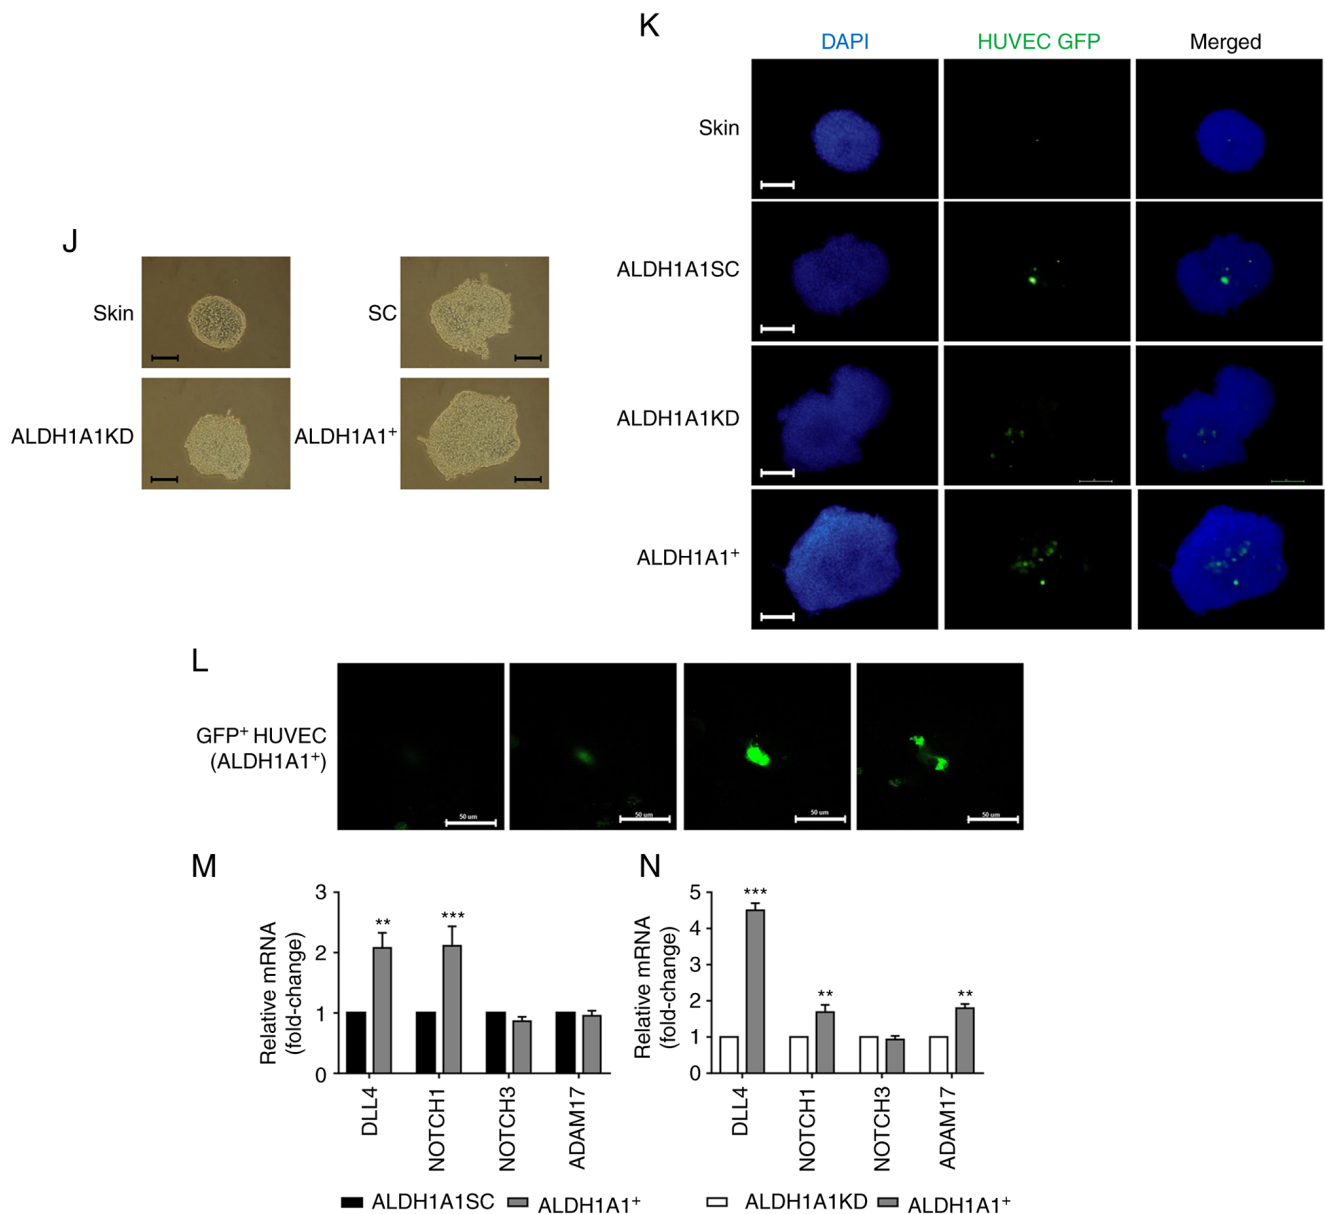 K
DAPI
HUVEC GFP
Merged
Skin
ALDH1A1SC
ALDH1A1KD
ALDH1A1+
J
Skin
SC
ALDH1A1KD
ALDH1A1+
L
GFP+ HUVEC
(ALDH1A1+)
50 um
50 um
50 um
50 um
M
Relative mRNA
(fold-change)
3
2
1
0
**
***
DLL4
NOTCH1
NOTCH3
ADAM17
ALDH1A1SC
ALDH1A1+
N
Relative mRNA
(fold-change)
5
4
3
2
1
0
***
**
**
DLL4
NOTCH1
NOTCH3
ADAM17
ALDH1A1KD
ALDH1A1+